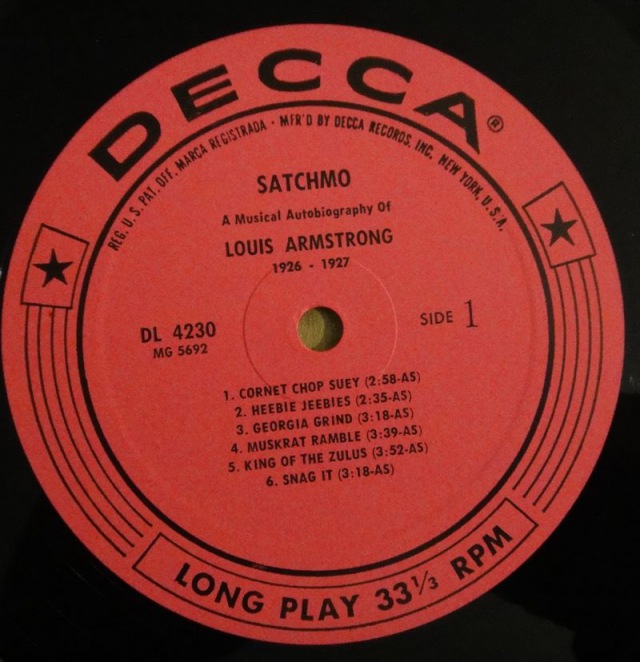 DECCA®
REG. U.S. PAT. OFF. MARCA REGISTRADA · MFR'D BY DECCA RECORDS, INC. NEW YORK, U.S.A.
SATCHMO
A Musical Autobiography Of
LOUIS ARMSTRONG
1926 - 1927
DL 4230
MG 5692
SIDE 1
1. CORNET CHOP SUEY (2:58-AS)
2. HEEBIE JEEBIES (2:35-AS)
3. GEORGIA GRIND (3:18-AS)
4. MUSKRAT RAMBLE (3:39-AS)
5. KING OF THE ZULUS (3:52-AS)
6. SNAG IT (3:18-AS)
LONG PLAY 33⅓ RPM